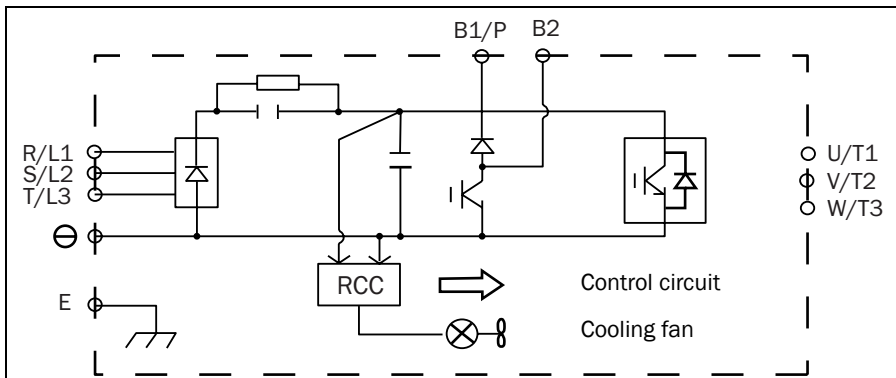 B1/P B2
R/L1
S/L2
T/L3
⊖
E
U/T1
V/T2
W/T3
RCC
Control circuit
Cooling fan